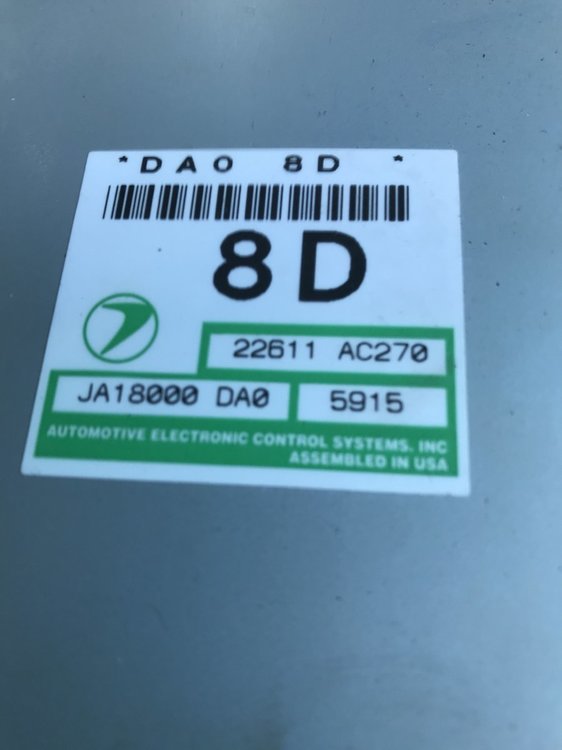 *DA0 8D *
8D
22611 AC270
JA18000 DA0 5915
AUTOMOTIVE ELECTRONIC CONTROL SYSTEMS. INC
ASSEMBLED IN USA